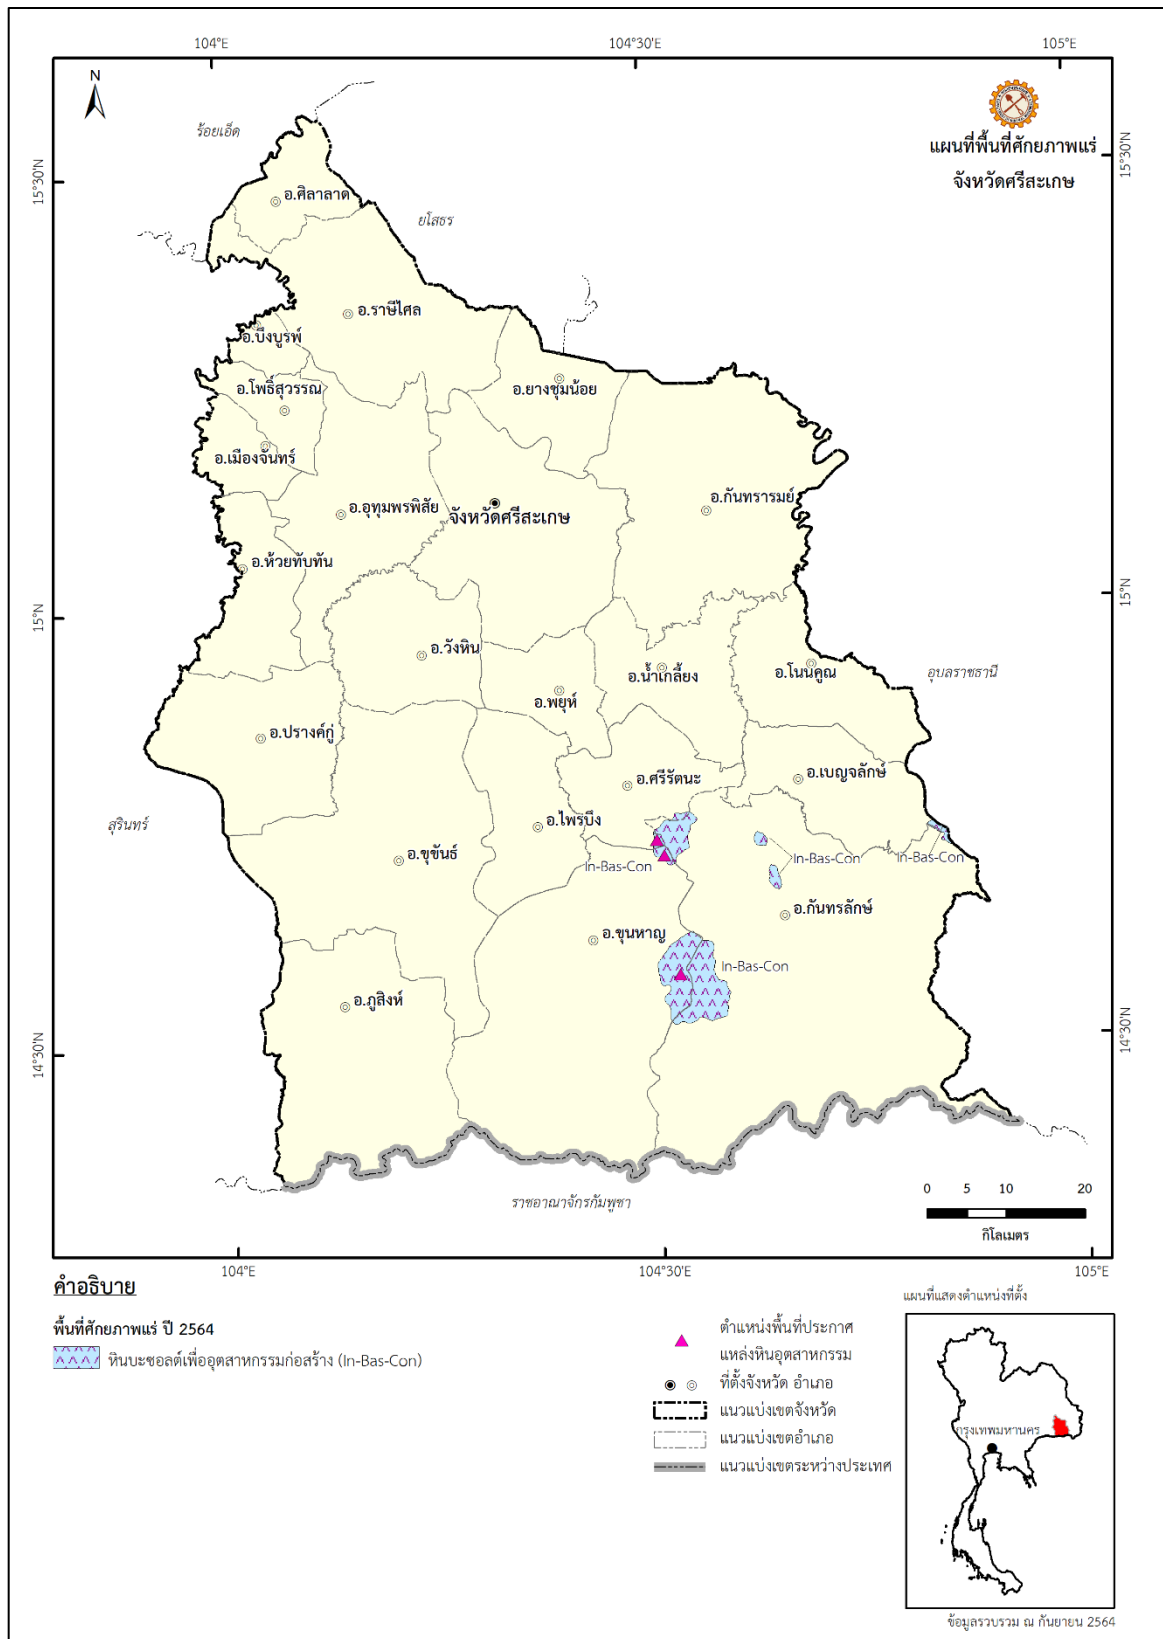 104°E
104°30'E
105°E
N
ร้อยเอ็ด
แผนที่พื้นที่ศักยภาพแร่
จังหวัดศรีสะเกษ
15°30'N
15°30'N
อ.ศิลาลาด
ยโสธร
อ.ราษีไศล
อ.บึงบูรพ์
อ.โพธิ์สุวรรณ
อ.ยางชุมน้อย
อ.เมืองจันทร์
อ.กันทรารมย์
อ.อุทุมพรพิสัย
จังหวัดศรีสะเกษ
อ.ห้วยทับทัน
15°N
15°N
อ.วังหิน
อ.น้ำเกลี้ยง
อ.โนนคูณ
อุบลราชธานี
อ.พยุห์
อ.ปรางค์กู่
อ.ศรีรัตนะ
อ.เบญจลักษ์
สุรินทร์
อ.ไพรบึง
อ.ขุขันธ์
In-Bas-Con
In-Bas-Con
In-Bas-Con
อ.กันทรลักษ์
อ.ขุนหาญ
In-Bas-Con
อ.ภูสิงห์
14°30'N
14°30'N
ราชอาณาจักรกัมพูชา
0 5 10 20
กิโลเมตร
104°E
104°30'E
105°E
คำอธิบาย
พื้นที่ศักยภาพแร่ ปี 2564
หินบะซอลต์เพื่ออุตสาหกรรมก่อสร้าง (In-Bas-Con)
ตำแหน่งพื้นที่ประกาศ
แหล่งหินอุตสาหกรรม
ที่ตั้งจังหวัด อำเภอ
แนวแบ่งเขตจังหวัด
แนวแบ่งเขตอำเภอ
แนวแบ่งเขตระหว่างประเทศ
แผนที่แสดงตำแหน่งที่ตั้ง
กรุงเทพมหานคร
ข้อมูลรวบรวม ณ กันยายน 2564